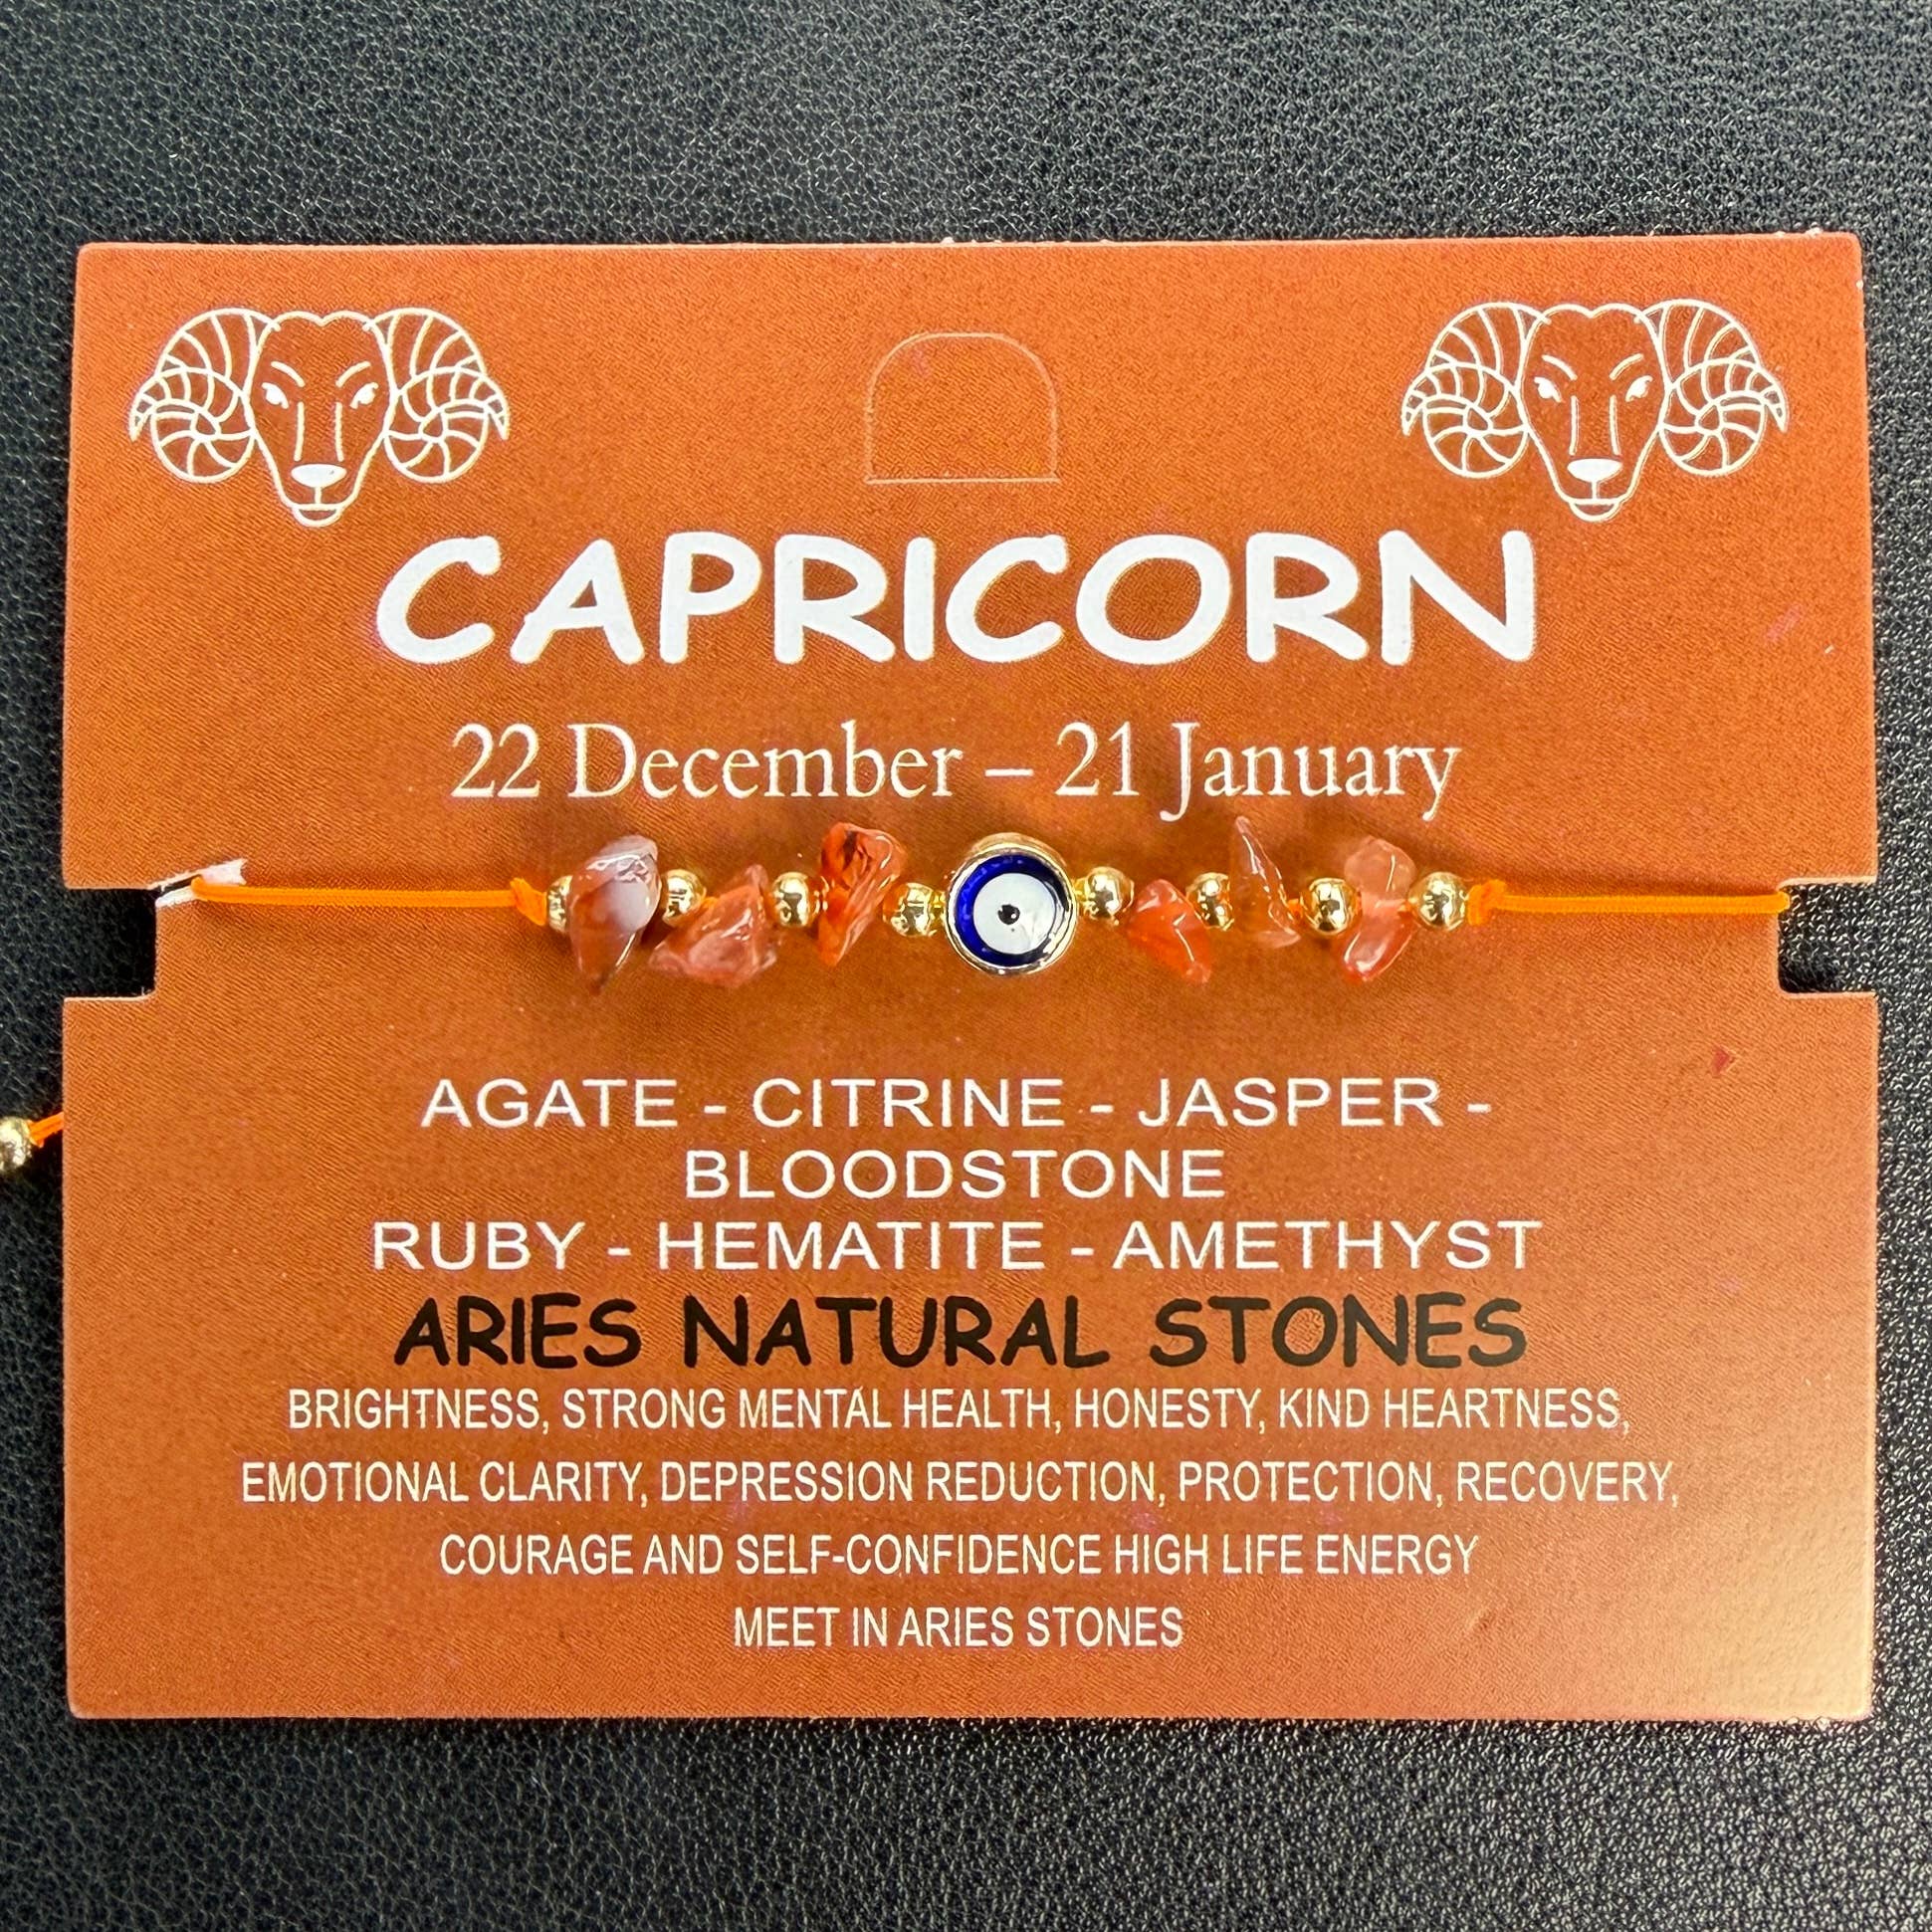 CAPRICORN
22 December – 21 January
AGATE - CITRINE - JASPER -
BLOODSTONE
RUBY - HEMATITE - AMETHYST
ARIES NATURAL STONES
BRIGHTNESS, STRONG MENTAL HEALTH, HONESTY, KIND HEARTNESS,
EMOTIONAL CLARITY, DEPRESSION REDUCTION, PROTECTION, RECOVERY,
COURAGE AND SELF-CONFIDENCE HIGH LIFE ENERGY
MEET IN ARIES STONES